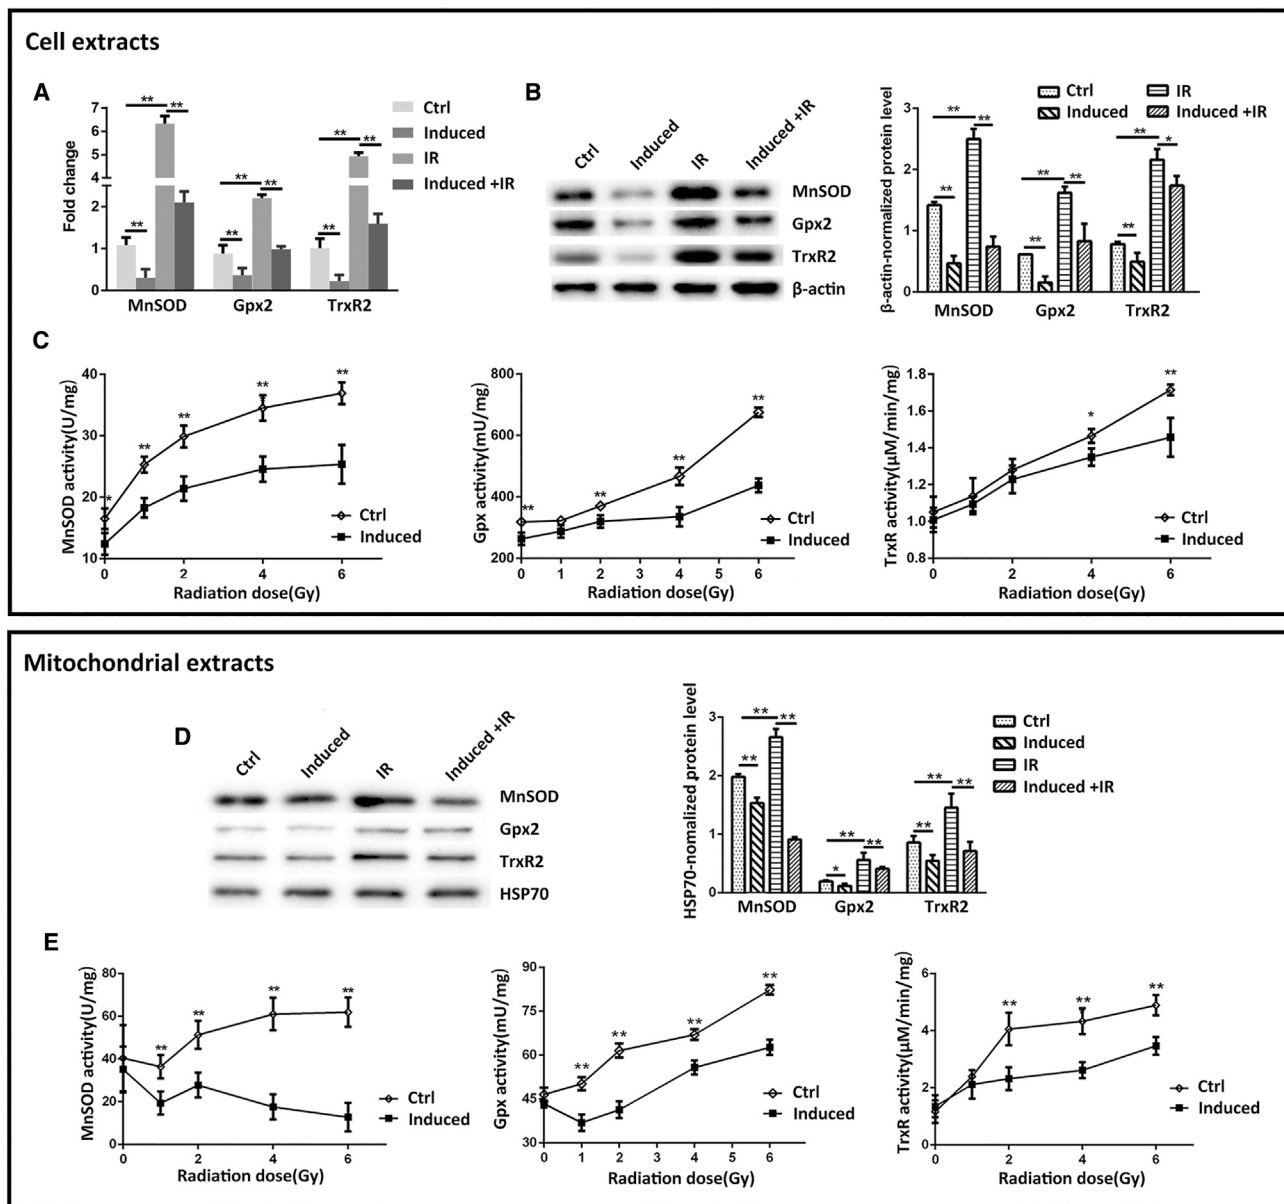 Cell extracts
A
Fold change
7
6
5
2
1
0
** ** ** ** ** ** ** ** **
MnSOD Gpx2 TrxR2
Ctrl
Induced
IR
Induced +IR
B
Ctrl Induced IR Induced +IR
MnSOD
Gpx2
TrxR2
β-actin
Ctrl IR
Induced Induced +IR
β-actin-normalized protein level
3
2
1
0
** ** ** ** ** ** ** * **
MnSOD Gpx2 TrxR2
C
MnSOD activity(U/mg)
40
30
20
10
* ** ** ** **
Ctrl
Induced
0 2 4 6
Radiation dose(Gy)
Gpx activity(mU/mg)
800
600
400
200
** ** ** **
Ctrl
Induced
0 1 2 3 4 5 6
Radiation dose(Gy)
TrxR activity(μM/min/mg)
1.8
1.6
1.4
1.2
1.0
0.8
* **
Ctrl
Induced
0 2 4 6
Radiation dose(Gy)
Mitochondrial extracts
D
Ctrl Induced IR Induced +IR
MnSOD
Gpx2
TrxR2
HSP70
HSP70-nomalized protein level
3
2
1
0
** ** ** ** ** * ** ** **
MnSOD Gpx2 TrxR2
Ctrl
Induced
IR
Induced +IR
E
MnSOD activity(U/mg)
80
60
40
20
0
** ** ** **
Ctrl
Induced
0 2 4 6
Radiation dose(Gy)
Gpx activity(mU/mg)
90
75
60
45
30
** ** ** ** **
Ctrl
Induced
0 1 2 3 4 5 6
Radiation dose(Gy)
TrxR activity(μM/min/mg)
6
4
2
0
** ** **
Ctrl
Induced
0 2 4 6
Radiation dose(Gy)